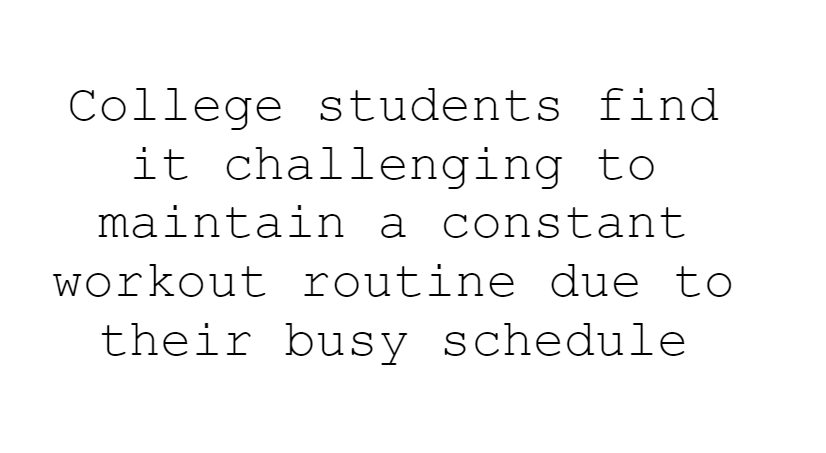 College students find
it challenging to
maintain a constant
workout routine due to
their busy schedule